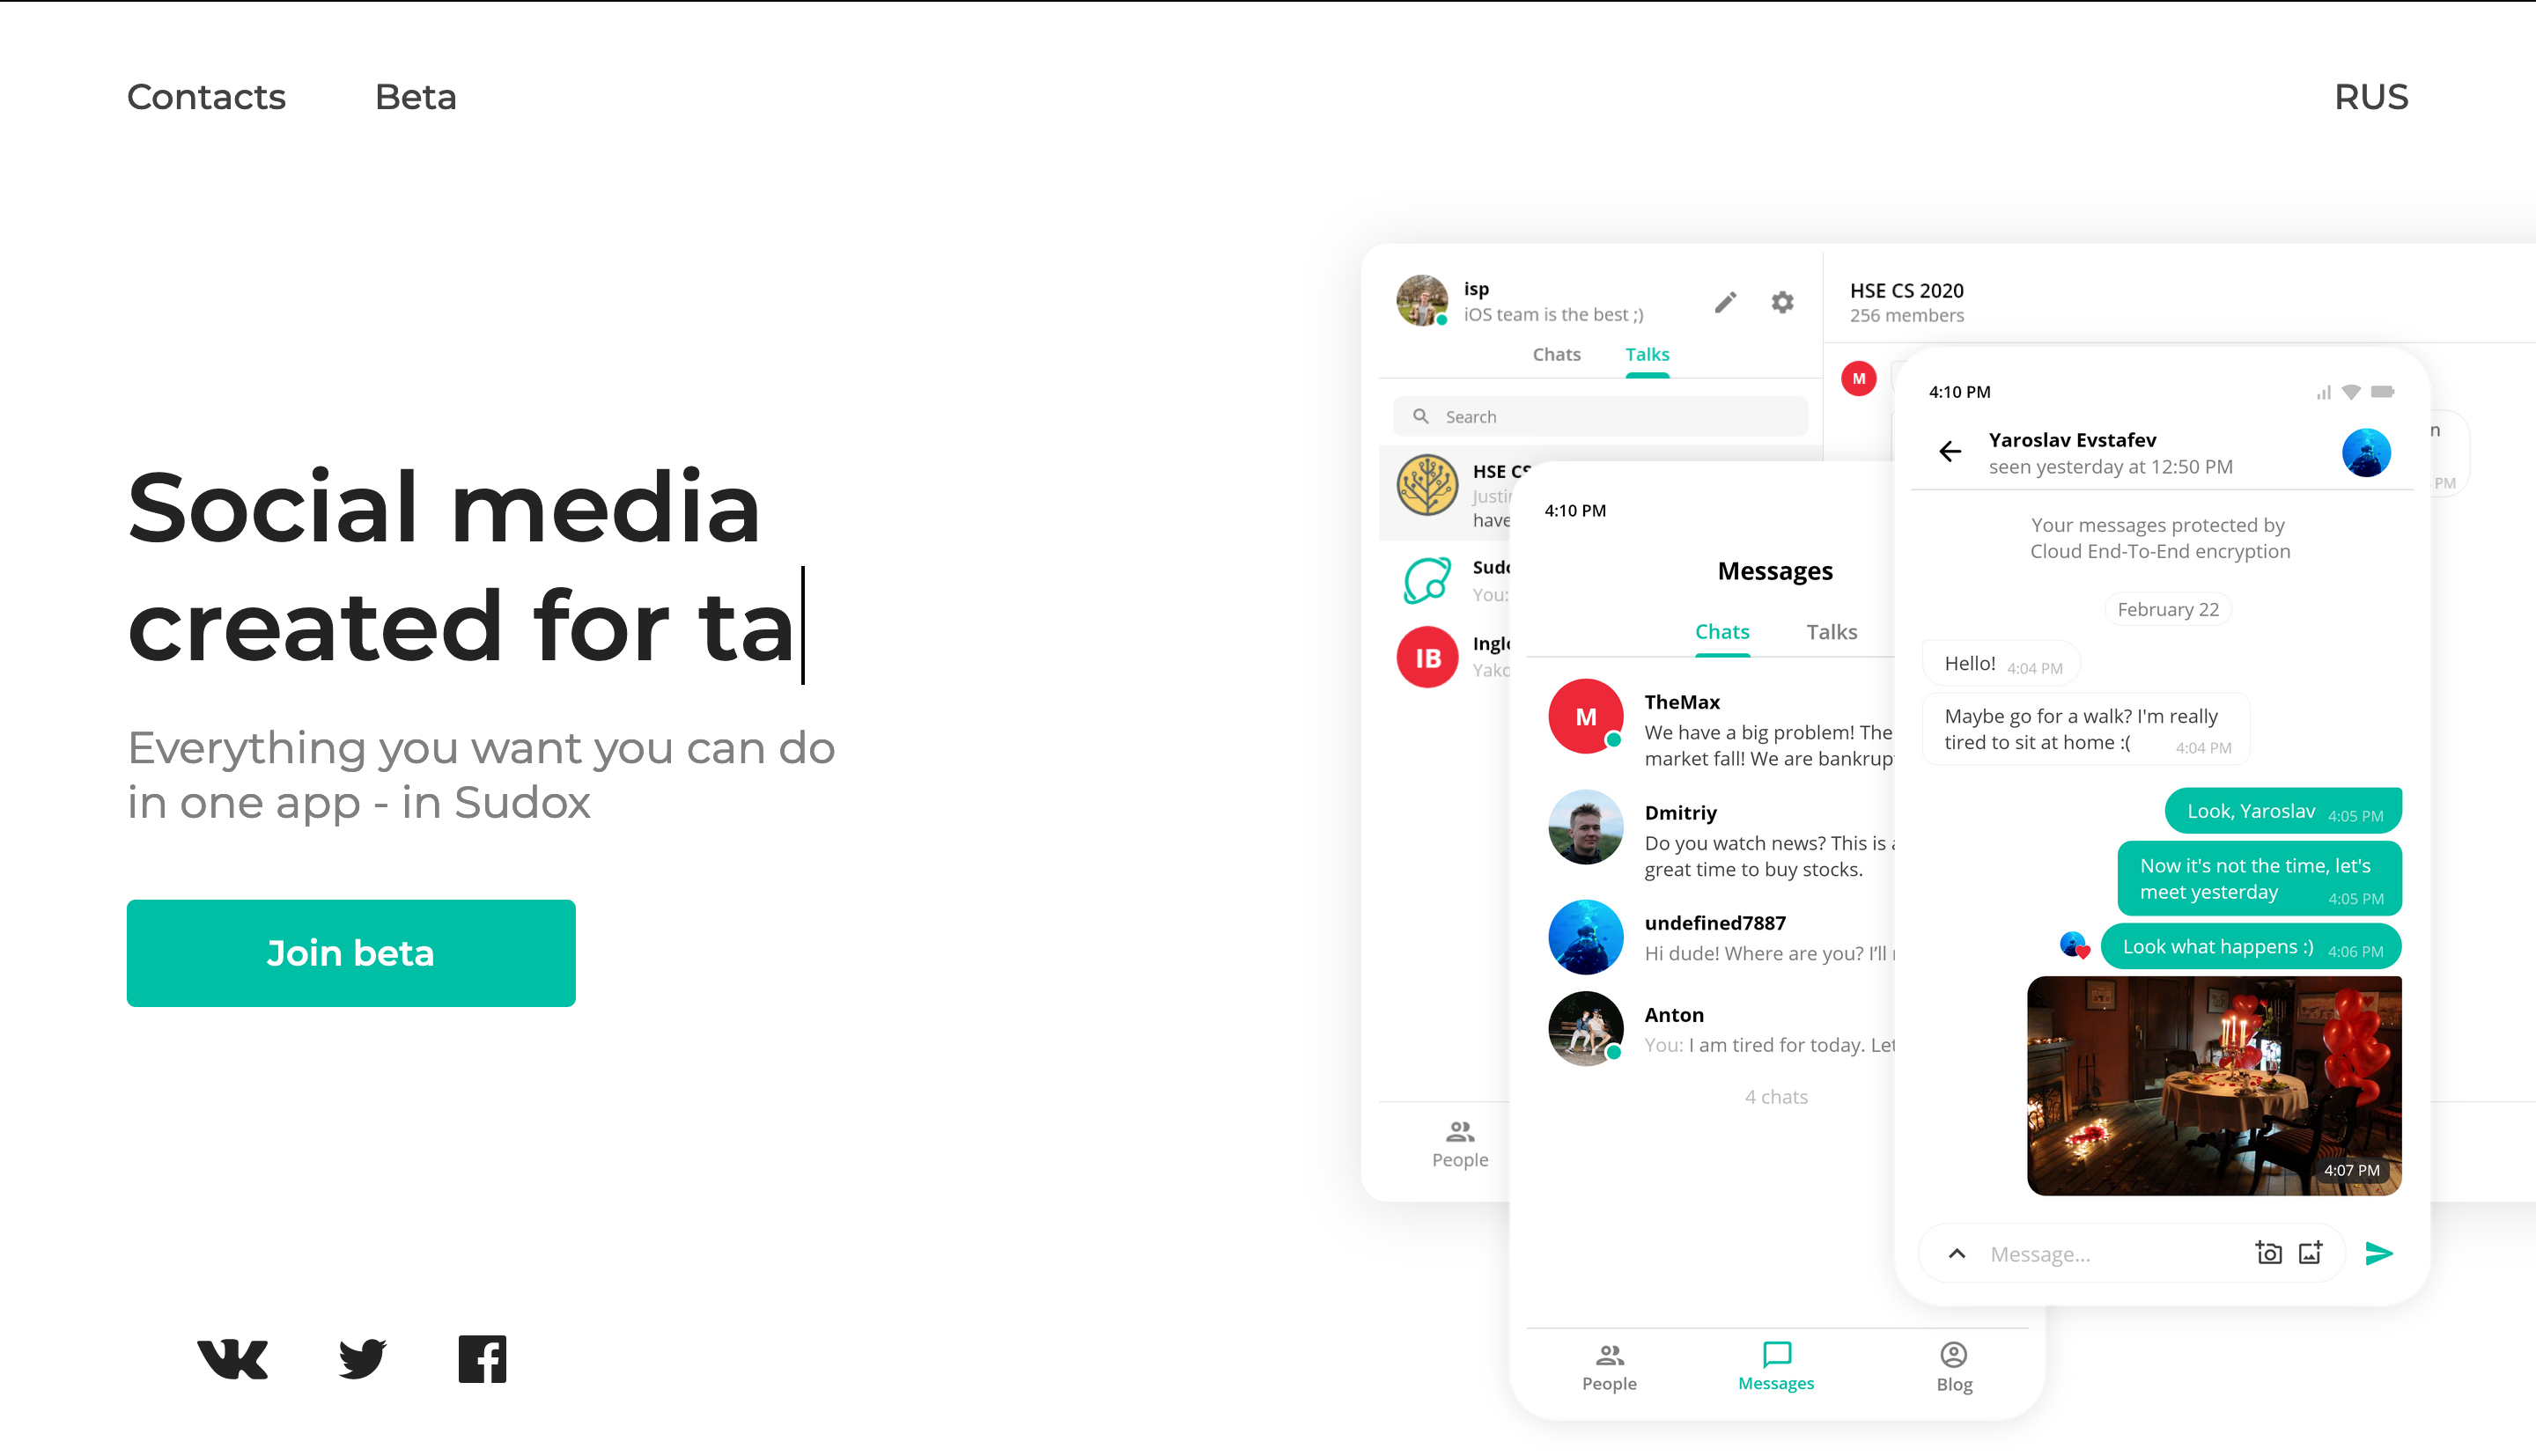 Contacts
Beta
RUS
Social media
created for ta
Everything you want you can do
in one app - in Sudox
Join beta
isp
iOS team is the best ;)
Chats
Talks
Search
HSE CS
have
IB
People
HSE CS 2020
256 members
M
n
PM
4:10 PM
Messages
Chats
Talks
M
TheMax
We have a big problem! The
market fall! We are
Dmitriy
Do you watch news? This is a
great time to buy stocks.
undefined7887
Hi dude! Where are you? I'll
Anton
You: I am tired for today.
4 chats
People
Messages
Blog
4:10 PM
Yaroslav Evstafev
seen yesterday at 12:50 PM
Your messages protected by
Cloud End-To-End encryption
February 22
Hello! 4:04 PM
Maybe go for a walk? I'm really
tired to sit at home :( 4:04 PM
Look, Yaroslav 4:05 PM
Now it's not the time, let's
meet yesterday 4:05 PM
Look what happens :) 4:06 PM
4:07 PM
Message...